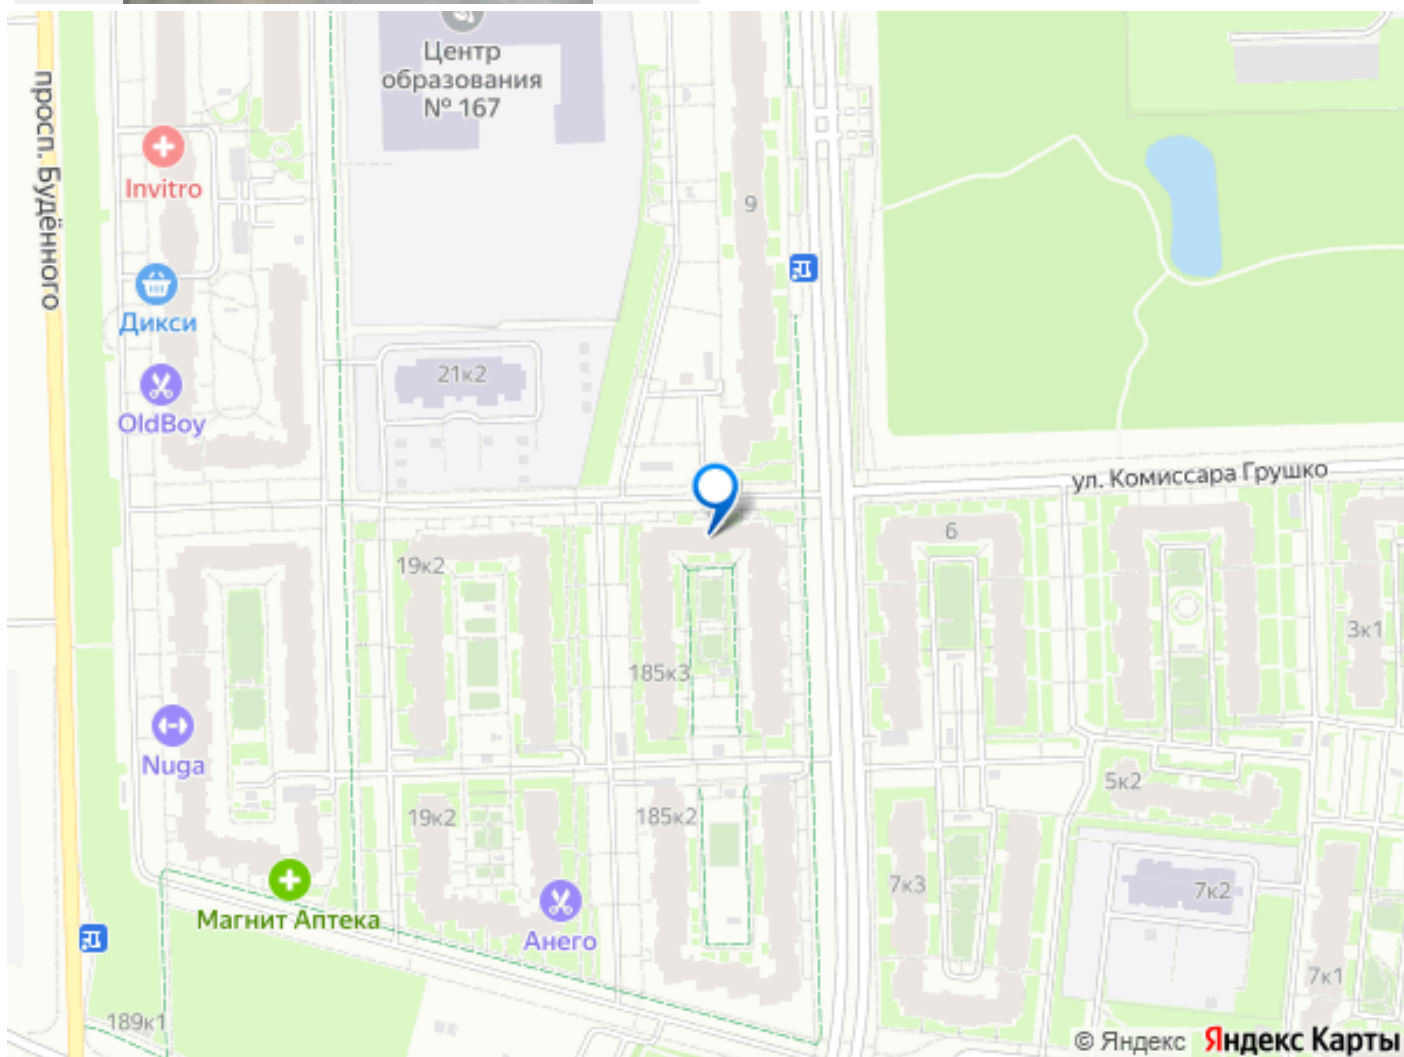 Центр
образования
№ 167
просп. Будённого
Invitro
9
Дикси
21к2
OldBoy
ул. Комиссара Грушко
6
19к2
3к1
185к3
Nuga
5к2
19к2
185к2
7к3
7к2
Магнит Аптека
Анего
7к1
189к1
© Яндекс Яндекс Карты